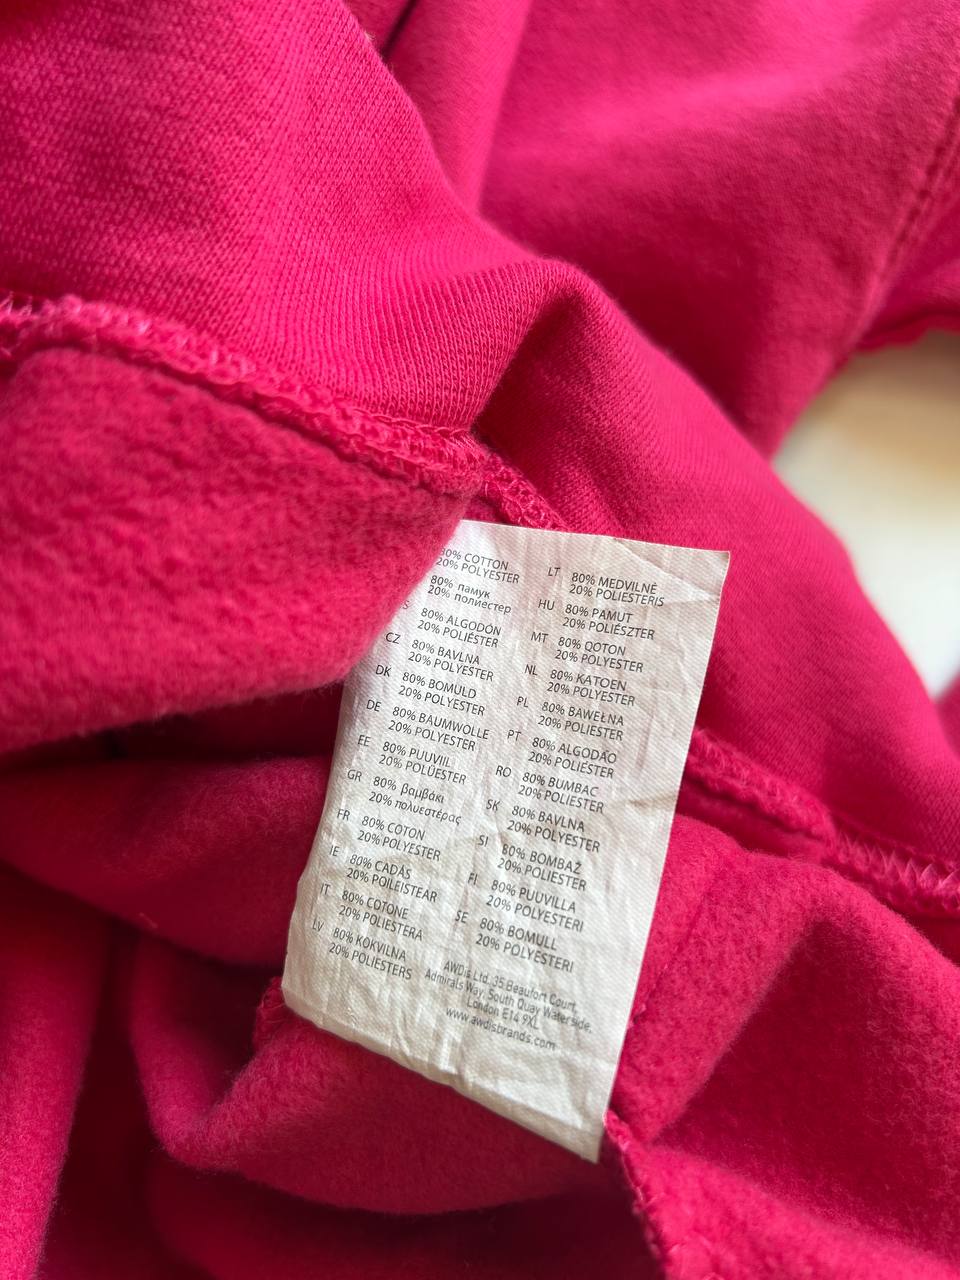 80% COTTON
20% POLYESTER
80% памук
20% полиестер
S 80% ALGODÓN
20% POLIÉSTER
CZ 80% BAVLNA
20% POLYESTER
DK 80% BOMULD
20% POLYESTER
DE 80% BAUMWOLLE
20% POLYESTER
EE 80% PUUVIIL
20% POLÜESTER
GR 80% βαμβάκι
20% πολυεστέρας
FR 80% COTON
20% POLYESTER
IE 80% CADÁS
20% POILEISTEAR
IT 80% COTONE
20% POLIESTERA
LV 80% KOKVILNA
20% POLIESTERS
LT 80% MEDVILNĖ
20% POLIESTERIS
HU 80% PAMUT
20% POLIÉSZTER
MT 80% QOTON
20% POLYESTER
NL 80% KATOEN
20% POLYESTER
PL 80% BAWEŁNA
20% POLYESTER
PT 80% ALGODÃO
20% POLIÉSTER
RO 80% BUMBAC
20% POLIESTER
SK 80% BAVLNA
20% POLYESTER
SI 80% BOMBAŽ
20% POLIESTER
FI 80% PUUVILLA
20% POLYESTERI
SE 80% BOMULL
20% POLYESTERI
AWDis Ltd. 35 Beaufort Court,
Admirals Way, South Quay Waterside,
London E14 9XL
www.awdisbrands.com